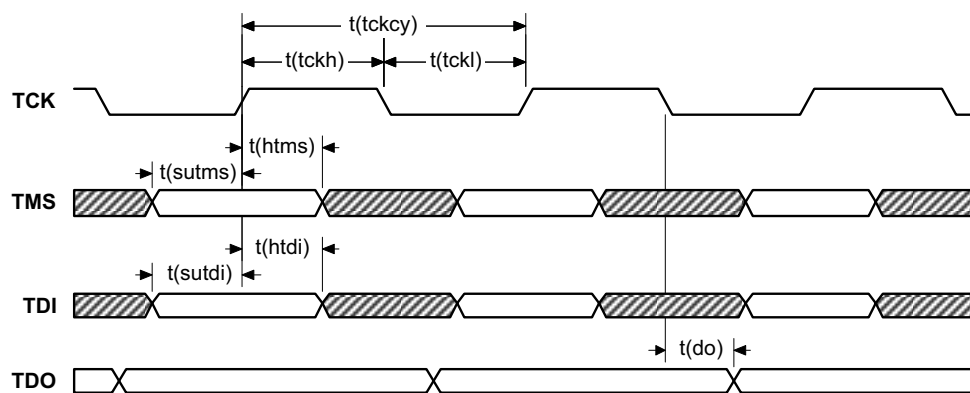 t(tckcy)
t(tckh)
t(tckl)
TCK
t(htms)
t(sutms)
TMS
t(htdi)
t(sutdi)
TDI
t(do)
TDO